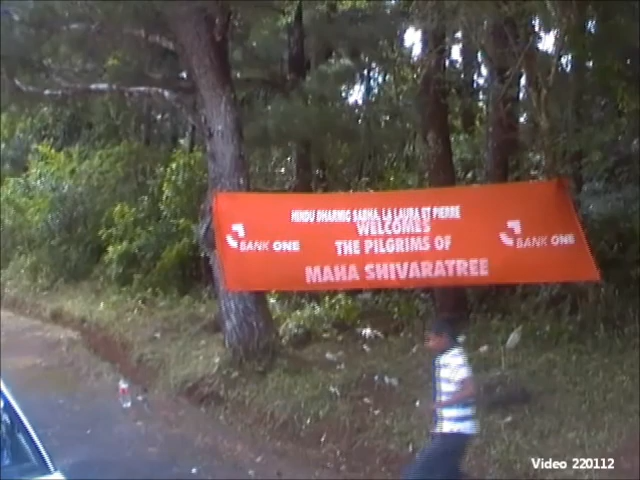 HINDU DHARMIC SABHA, LA LAURA ST PIERRE
WELCOMES
THE PILGRIMS OF
MAHA SHIVARATREE
BANK ONE
BANK ONE
Video 220112